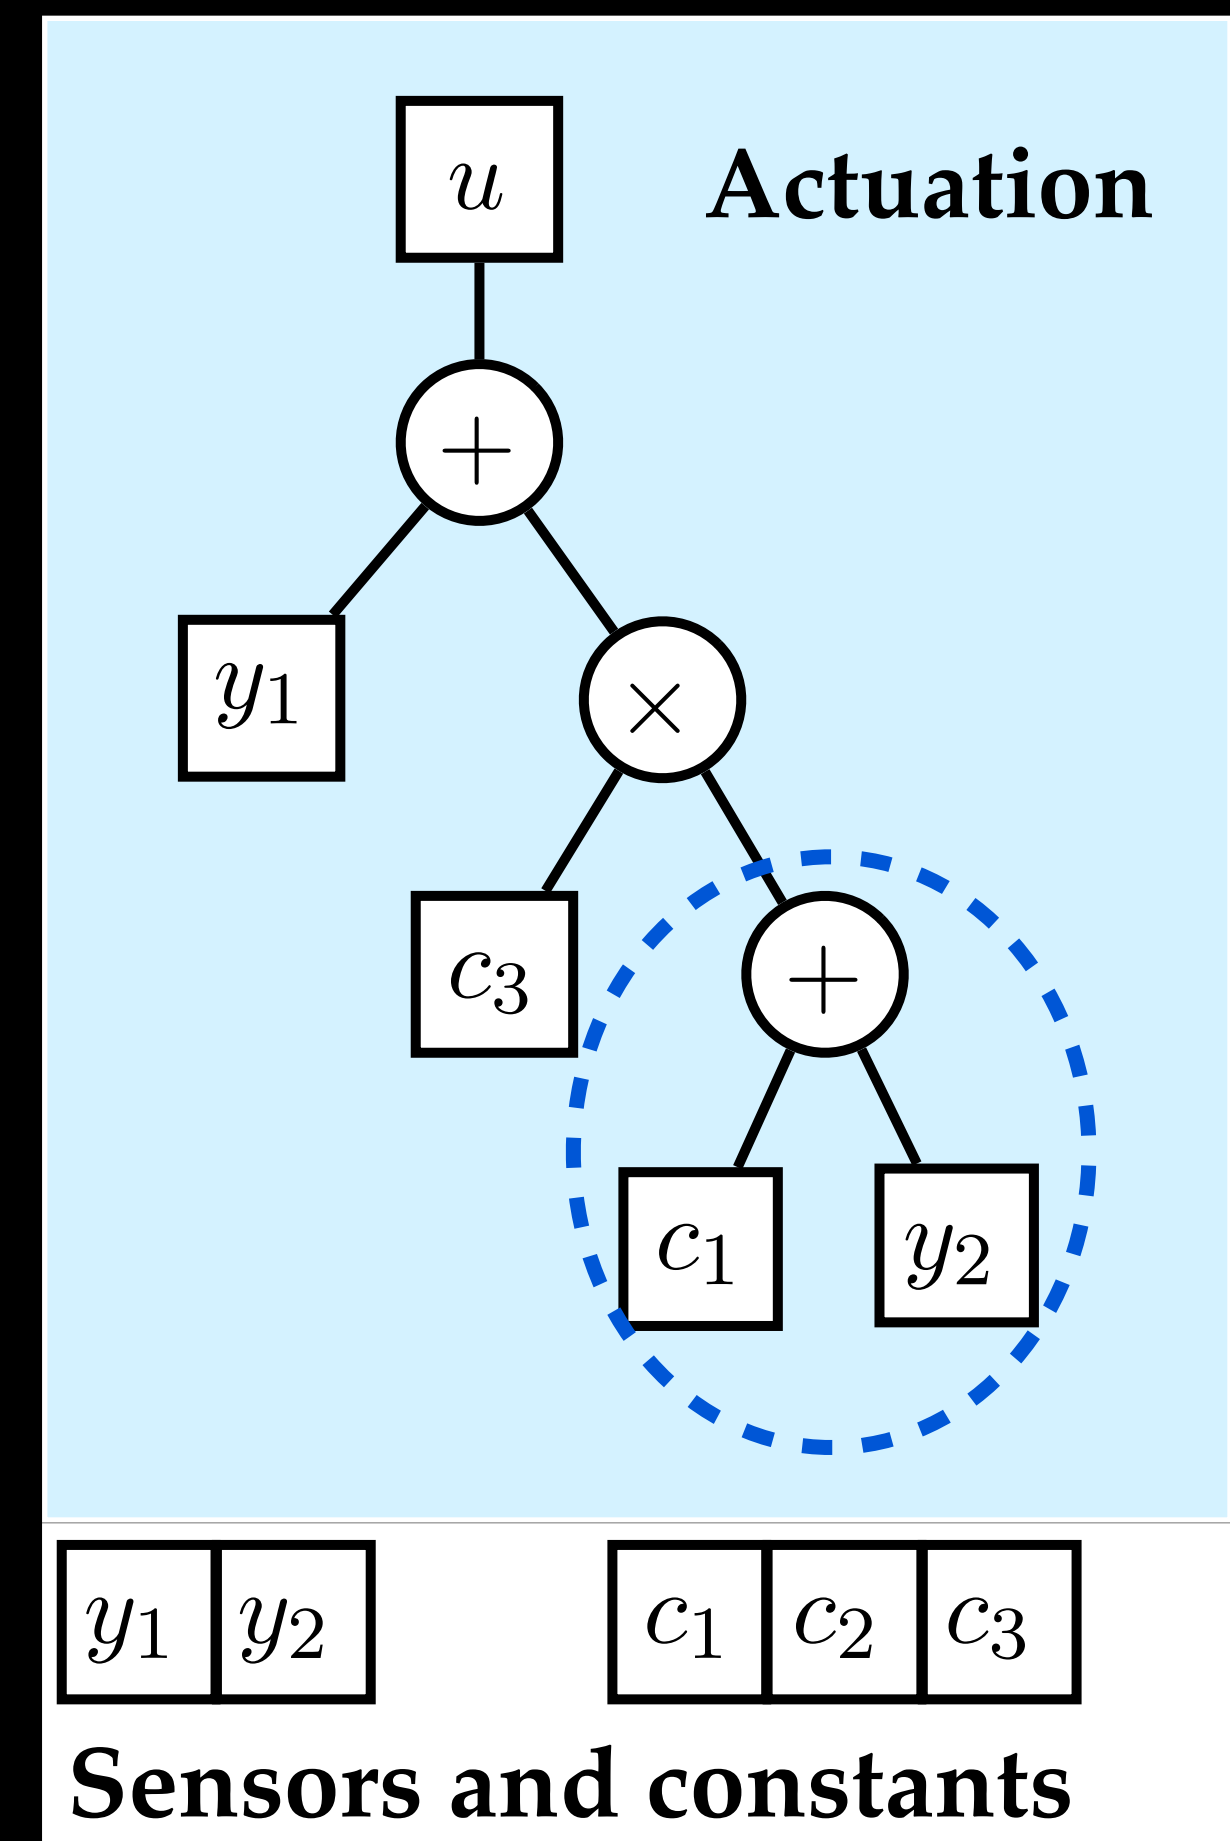 u
Actuation
+
y₁
×
c₃
+
c₁
y₂
y₁ y₂ c₁ c₂ c₃
Sensors and constants